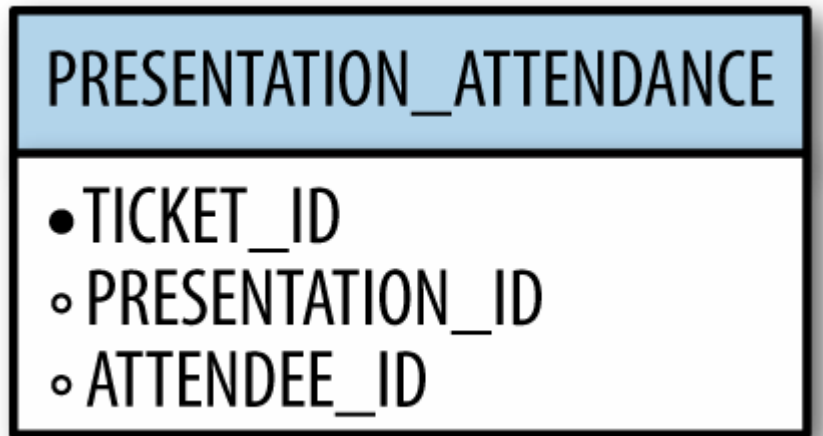 PRESENTATION_ATTENDANCE
•TICKET_ID
◦PRESENTATION_ID
◦ATTENDEE_ID